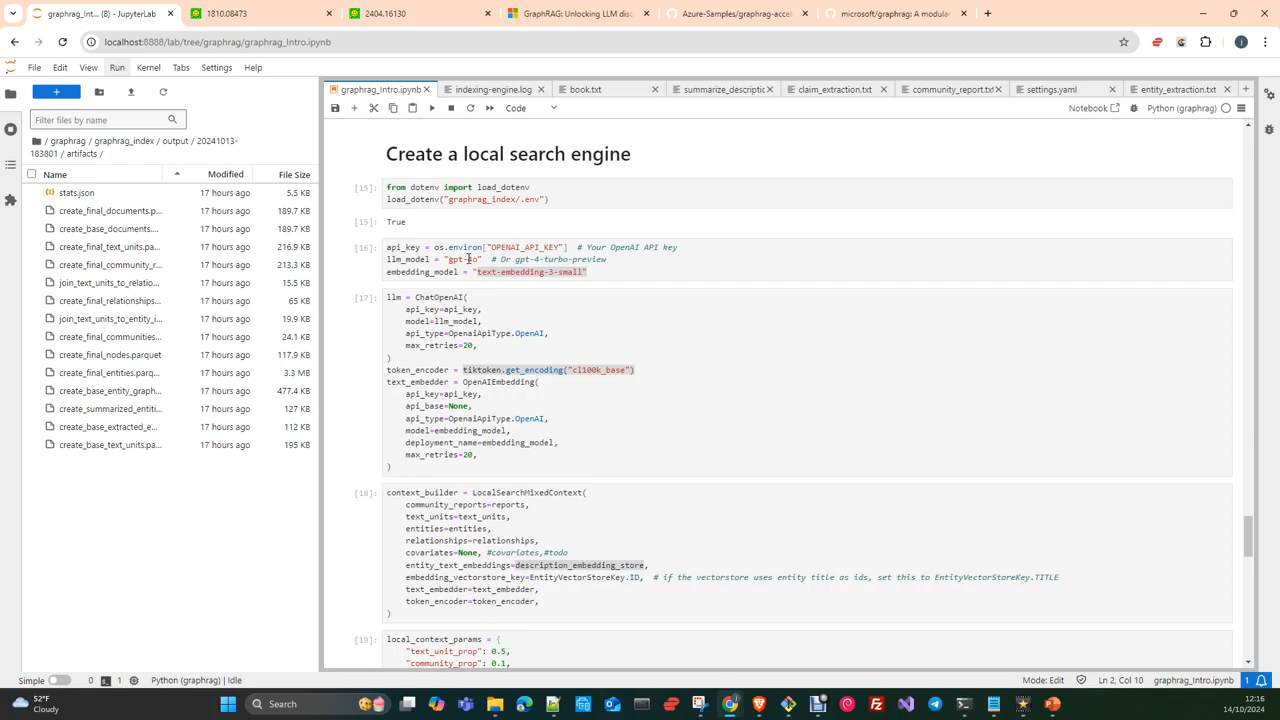 graphrag_Intr... (8) - JupyterLab
1810.08473
2404.16130
GraphRAG: Unlocking LLM disc
Azure-Samples/graphrag-accele
microsoft/graphrag: A modular
localhost:8888/lab/tree/graphrag/graphrag_Intro.ipynb
File Edit View Run Kernel Tabs Settings Help
graphrag_Intro.ipynb
indexing-engine.log
book.txt
summarize_descriptic
claim_extraction.txt
community_report.txt
settings.yaml
entity_extraction.txt
Code
Notebook
Python (graphrag)
Filter files by name
/ graphrag / graphrag_index / output / 20241013-
183801 / artifacts /
Name Modified File Size
stats.json 17 hours ago 5.5 KB
create_final_documents.p... 17 hours ago 189.7 KB
create_base_documents.... 17 hours ago 189.7 KB
create_final_text_units.pa... 17 hours ago 216.9 KB
create_final_community_r... 17 hours ago 213.3 KB
join_text_units_to_relatio... 17 hours ago 15.5 KB
create_final_relationships... 17 hours ago 65 KB
join_text_units_to_entity_i... 17 hours ago 19.9 KB
create_final_communities... 17 hours ago 24.1 KB
create_final_nodes.parquet 17 hours ago 117.9 KB
create_final_entities.parq... 17 hours ago 3.3 MB
create_base_entity_graph... 17 hours ago 477.4 KB
create_summarized_entiti... 17 hours ago 127 KB
create_base_extracted_e... 17 hours ago 112 KB
create_base_text_units.pa... 17 hours ago 195 KB
Create a local search engine
[15]: from dotenv import load_dotenv
load_dotenv("graphrag_index/.env")
[15]: True
[16]: api_key = os.environ["OPENAI_API_KEY"] # Your OpenAI API key
llm_model = "gpt-4o" # Or gpt-4-turbo-preview
embedding_model = "text-embedding-3-small"
[17]: llm = ChatOpenAI(
api_key=api_key,
model=llm_model,
api_type=OpenaiApiType.OpenAI,
max_retries=20,
)
token_encoder = tiktoken.get_encoding("cl100k_base")
text_embedder = OpenAIEmbedding(
api_key=api_key,
api_base=None,
api_type=OpenaiApiType.OpenAI,
model=embedding_model,
deployment_name=embedding_model,
max_retries=20,
)
[18]: context_builder = LocalSearchMixedContext(
community_reports=reports,
text_units=text_units,
entities=entities,
relationships=relationships,
covariates=None, #covariates,#todo
entity_text_embeddings=description_embedding_store,
embedding_vectorstore_key=EntityVectorStoreKey.ID, # if the vectorstore uses entity title as ids, set this to EntityVectorStoreKey.TITLE
text_embedder=text_embedder,
token_encoder=token_encoder,
)
[19]: local_context_params = {
"text_unit_prop": 0.5,
"community_prop": 0.1,
Simple 0 1 Python (graphrag) | Idle
Mode: Edit Ln 2, Col 10 graphrag_Intro.ipynb 1
52°F
Cloudy
Search
12:16
14/10/2024